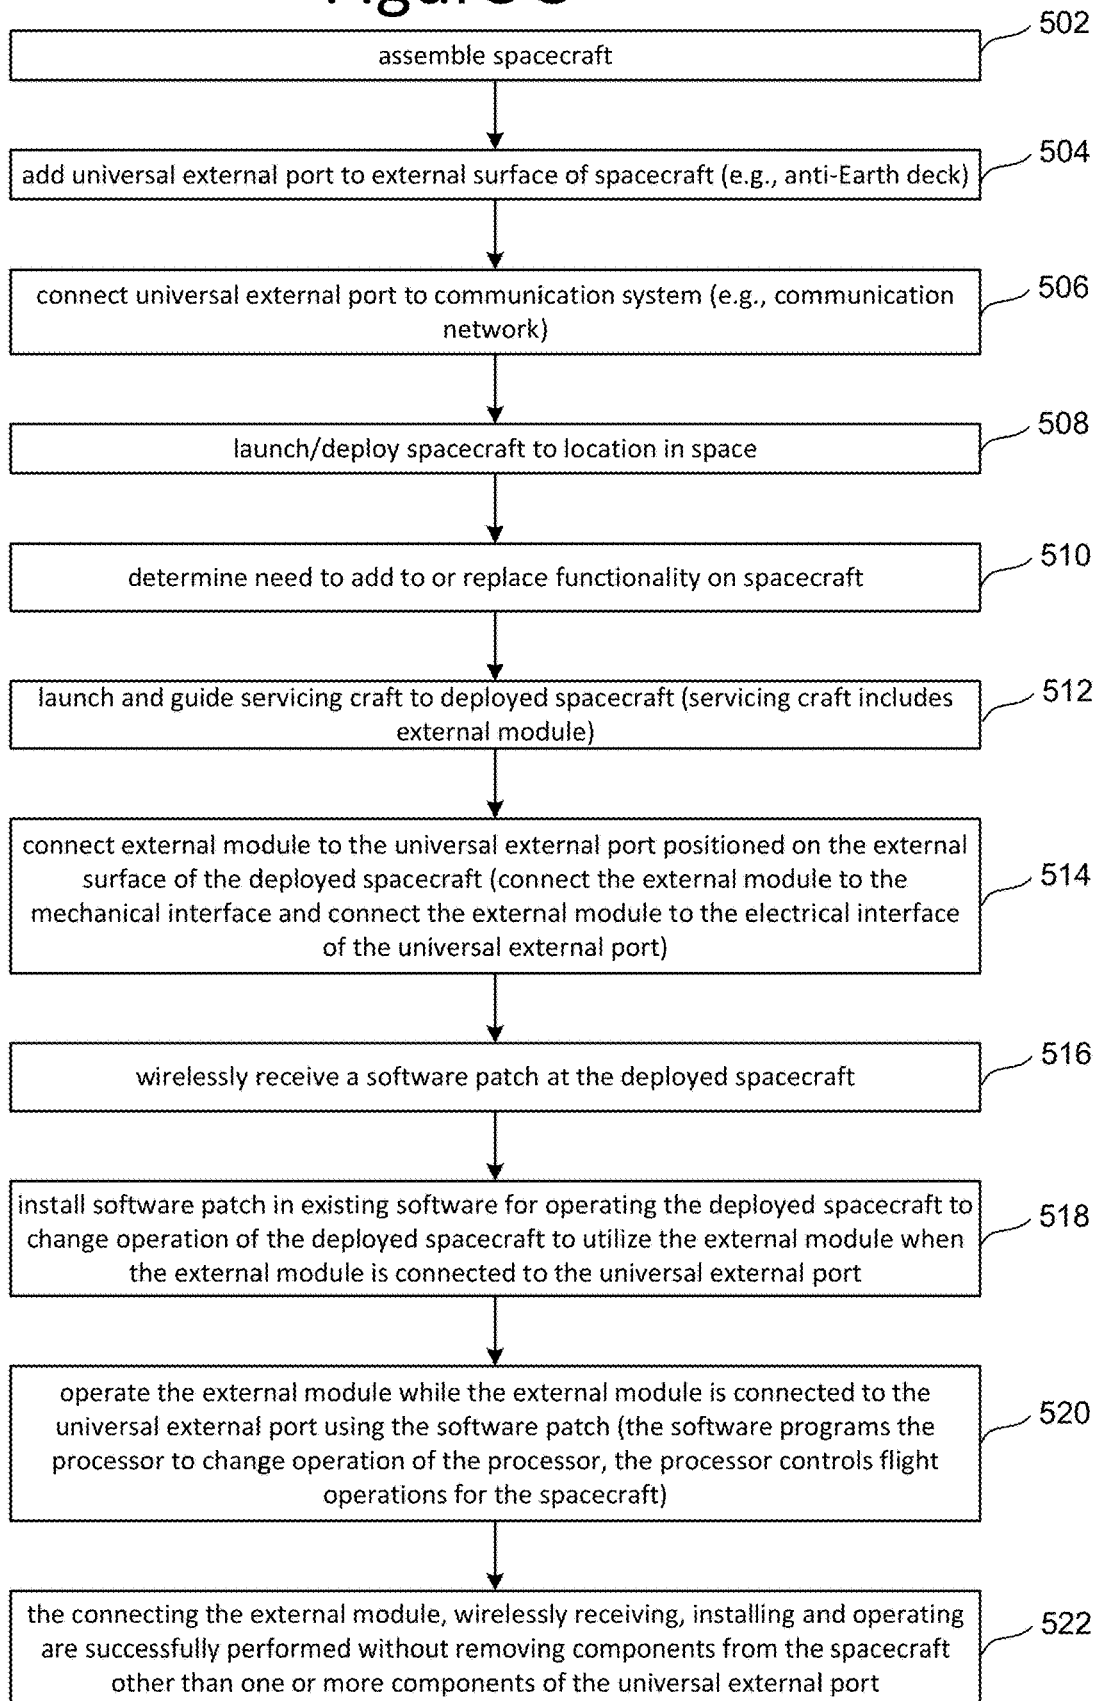 502
assemble spacecraft
504
add universal external port to external surface of spacecraft (e.g., anti-Earth deck)
506
connect universal external port to communication system (e.g., communication
network)
508
launch/deploy spacecraft to location in space
510
determine need to add to or replace functionality on spacecraft
512
launch and guide servicing craft to deployed spacecraft (servicing craft includes
external module)
514
connect external module to the universal external port positioned on the external
surface of the deployed spacecraft (connect the external module to the
mechanical interface and connect the external module to the electrical interface
of the universal external port)
516
wirelessly receive a software patch at the deployed spacecraft
518
install software patch in existing software for operating the deployed spacecraft to
change operation of the deployed spacecraft to utilize the external module when
the external module is connected to the universal external port
520
operate the external module while the external module is connected to the
universal external port using the software patch (the software programs the
processor to change operation of the processor, the processor controls flight
operations for the spacecraft)
522
the connecting the external module, wirelessly receiving, installing and operating
are successfully performed without removing components from the spacecraft
other than one or more components of the universal external port